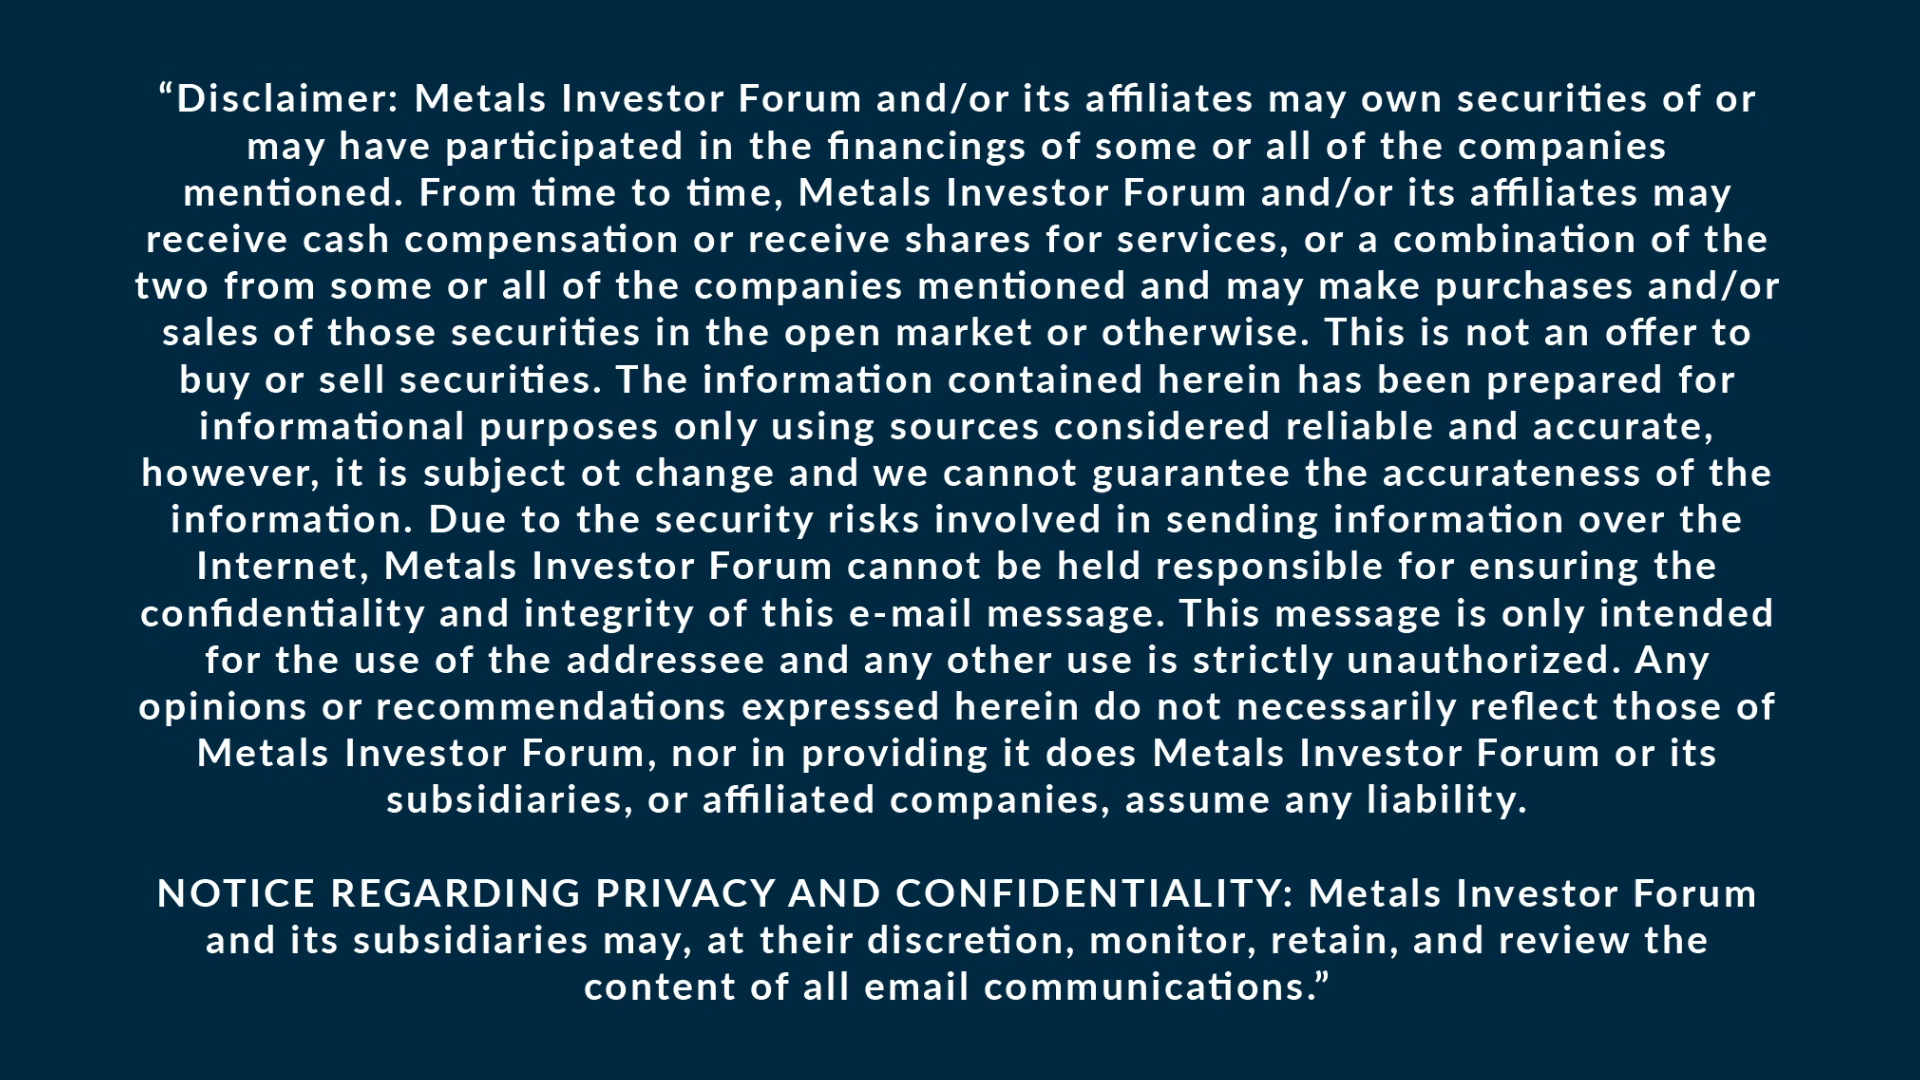 “Disclaimer: Metals Investor Forum and/or its affiliates may own securities of or
may have participated in the financings of some or all of the companies
mentioned. From time to time, Metals Investor Forum and/or its affiliates may
receive cash compensation or receive shares for services, or a combination of the
two from some or all of the companies mentioned and may make purchases and/or
sales of those securities in the open market or otherwise. This is not an offer to
buy or sell securities. The information contained herein has been prepared for
informational purposes only using sources considered reliable and accurate,
however, it is subject ot change and we cannot guarantee the accurateness of the
information. Due to the security risks involved in sending information over the
Internet, Metals Investor Forum cannot be held responsible for ensuring the
confidentiality and integrity of this e-mail message. This message is only intended
for the use of the addressee and any other use is strictly unauthorized. Any
opinions or recommendations expressed herein do not necessarily reflect those of
Metals Investor Forum, nor in providing it does Metals Investor Forum or its
subsidiaries, or affiliated companies, assume any liability.
NOTICE REGARDING PRIVACY AND CONFIDENTIALITY: Metals Investor Forum
and its subsidiaries may, at their discretion, monitor, retain, and review the
content of all email communications.”